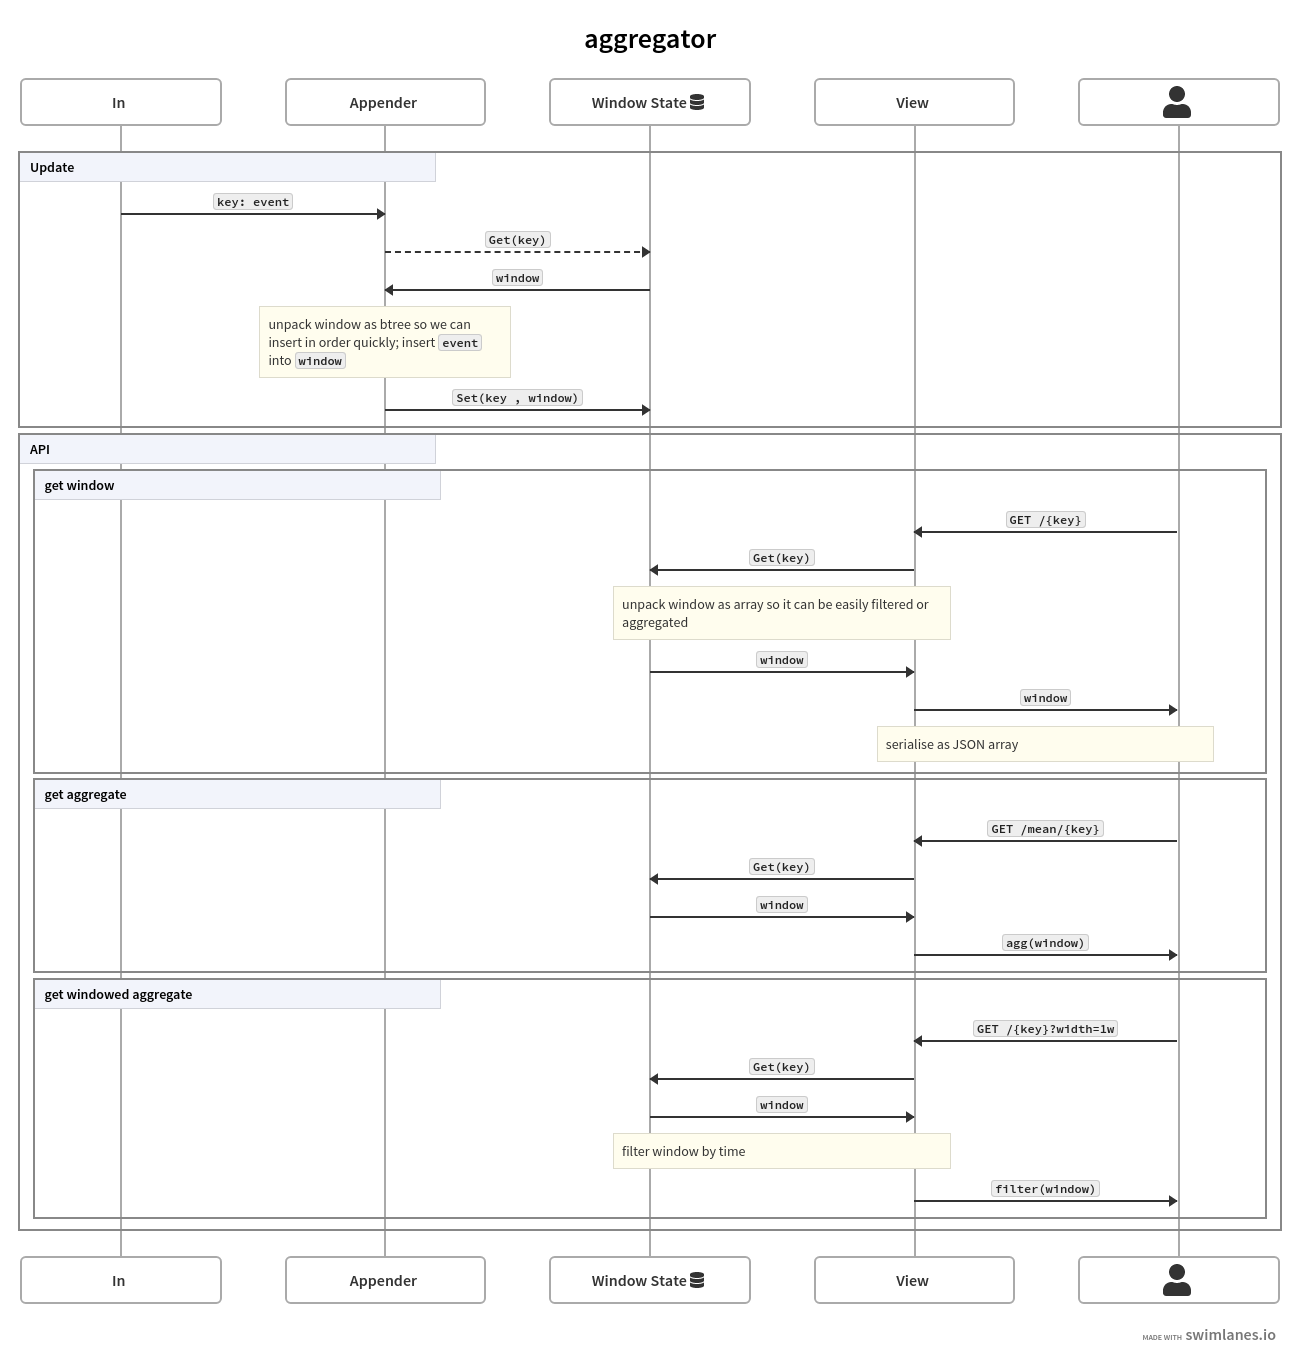 aggregator
In Appender Window State View
Update
key: event
Get(key)
window
unpack window as btree so we can
insert in order quickly; insert event
into window
Set(key , window)
API
get window
GET /{key}
Get(key)
unpack window as array so it can be easily filtered or
aggregated
window
window
serialise as JSON array
get aggregate
GET /mean/{key}
Get(key)
window
agg(window)
get windowed aggregate
GET /{key}?width=1w
Get(key)
window
filter window by time
filter(window)
In Appender Window State View
MADE WITH swimlanes.io